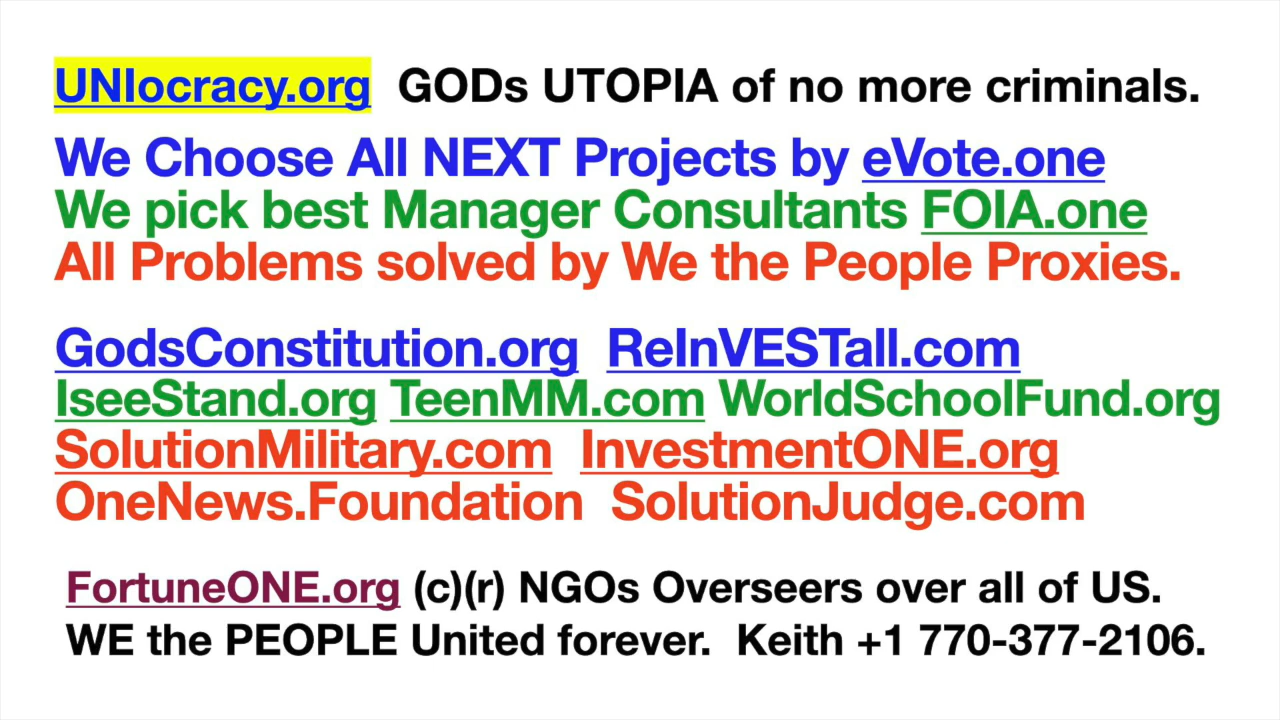 UNIocracy.org GODs UTOPIA of no more criminals.
We Choose All NEXT Projects by eVote.one
We pick best Manager Consultants FOIA.one
All Problems solved by We the People Proxies.
GodsConstitution.org ReInVESTall.com
IseeStand.org TeenMM.com WorldSchoolFund.org
SolutionMilitary.com InvestmentONE.org
OneNews.Foundation SolutionJudge.com
FortuneONE.org (c)(r) NGOs Overseers over all of US.
WE the PEOPLE United forever. Keith +1 770-377-2106.